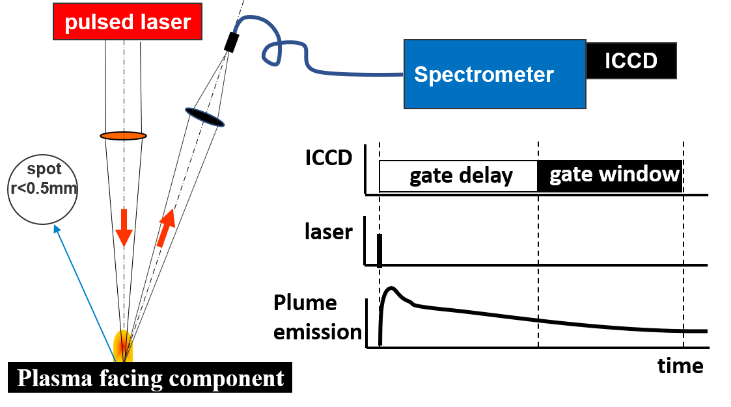 pulsed laser
Spectrometer
ICCD
spot
r<0.5mm
ICCD
gate delay
gate window
laser
Plume
emission
time
Plasma facing component